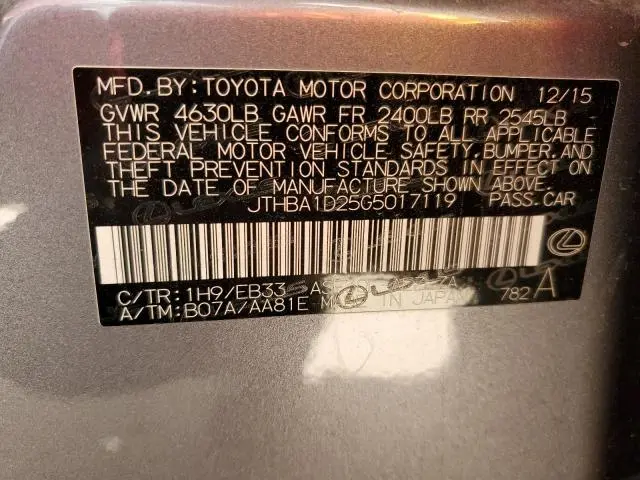 MFD. BY: TOYOTA MOTOR CORPORATION 12/15
GVWR 4630LB GAWR FR 2400LB RR 2545LB
THIS VEHICLE CONFORMS TO ALL APPLICABLE
FEDERAL MOTOR VEHICLE SAFETY, BUMPER, AND
THEFT PREVENTION STANDARDS IN EFFECT ON
THE DATE OF MANUFACTURE SHOWN ABOVE.
JTHBA1D25G5017119 PASS.CAR
C/TR: 1H9/EB33
A/TM: B07A/AA81E MADE IN JAPAN
782 A